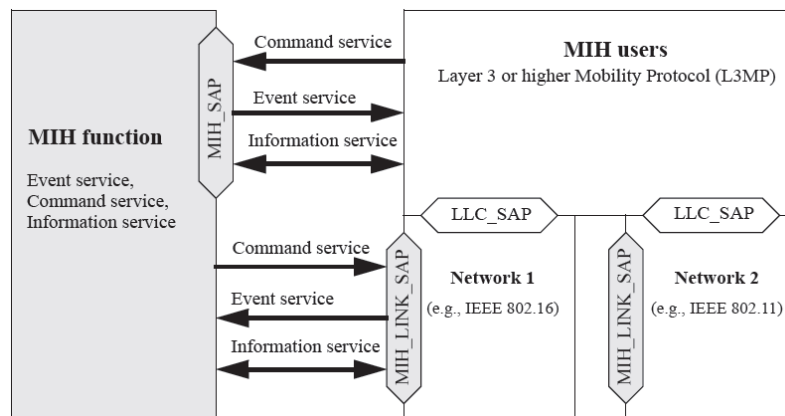 MIH function
Event service,
Command service,
Information service
MIH_SAP
Command service
Event service
Information service
MIH users
Layer 3 or higher Mobility Protocol (L3MP)
LLC_SAP
LLC_SAP
Command service
Event service
Information service
MIH_LINK_SAP
Network 1
(e.g., IEEE 802.16)
MIH_LINK_SAP
Network 2
(e.g., IEEE 802.11)